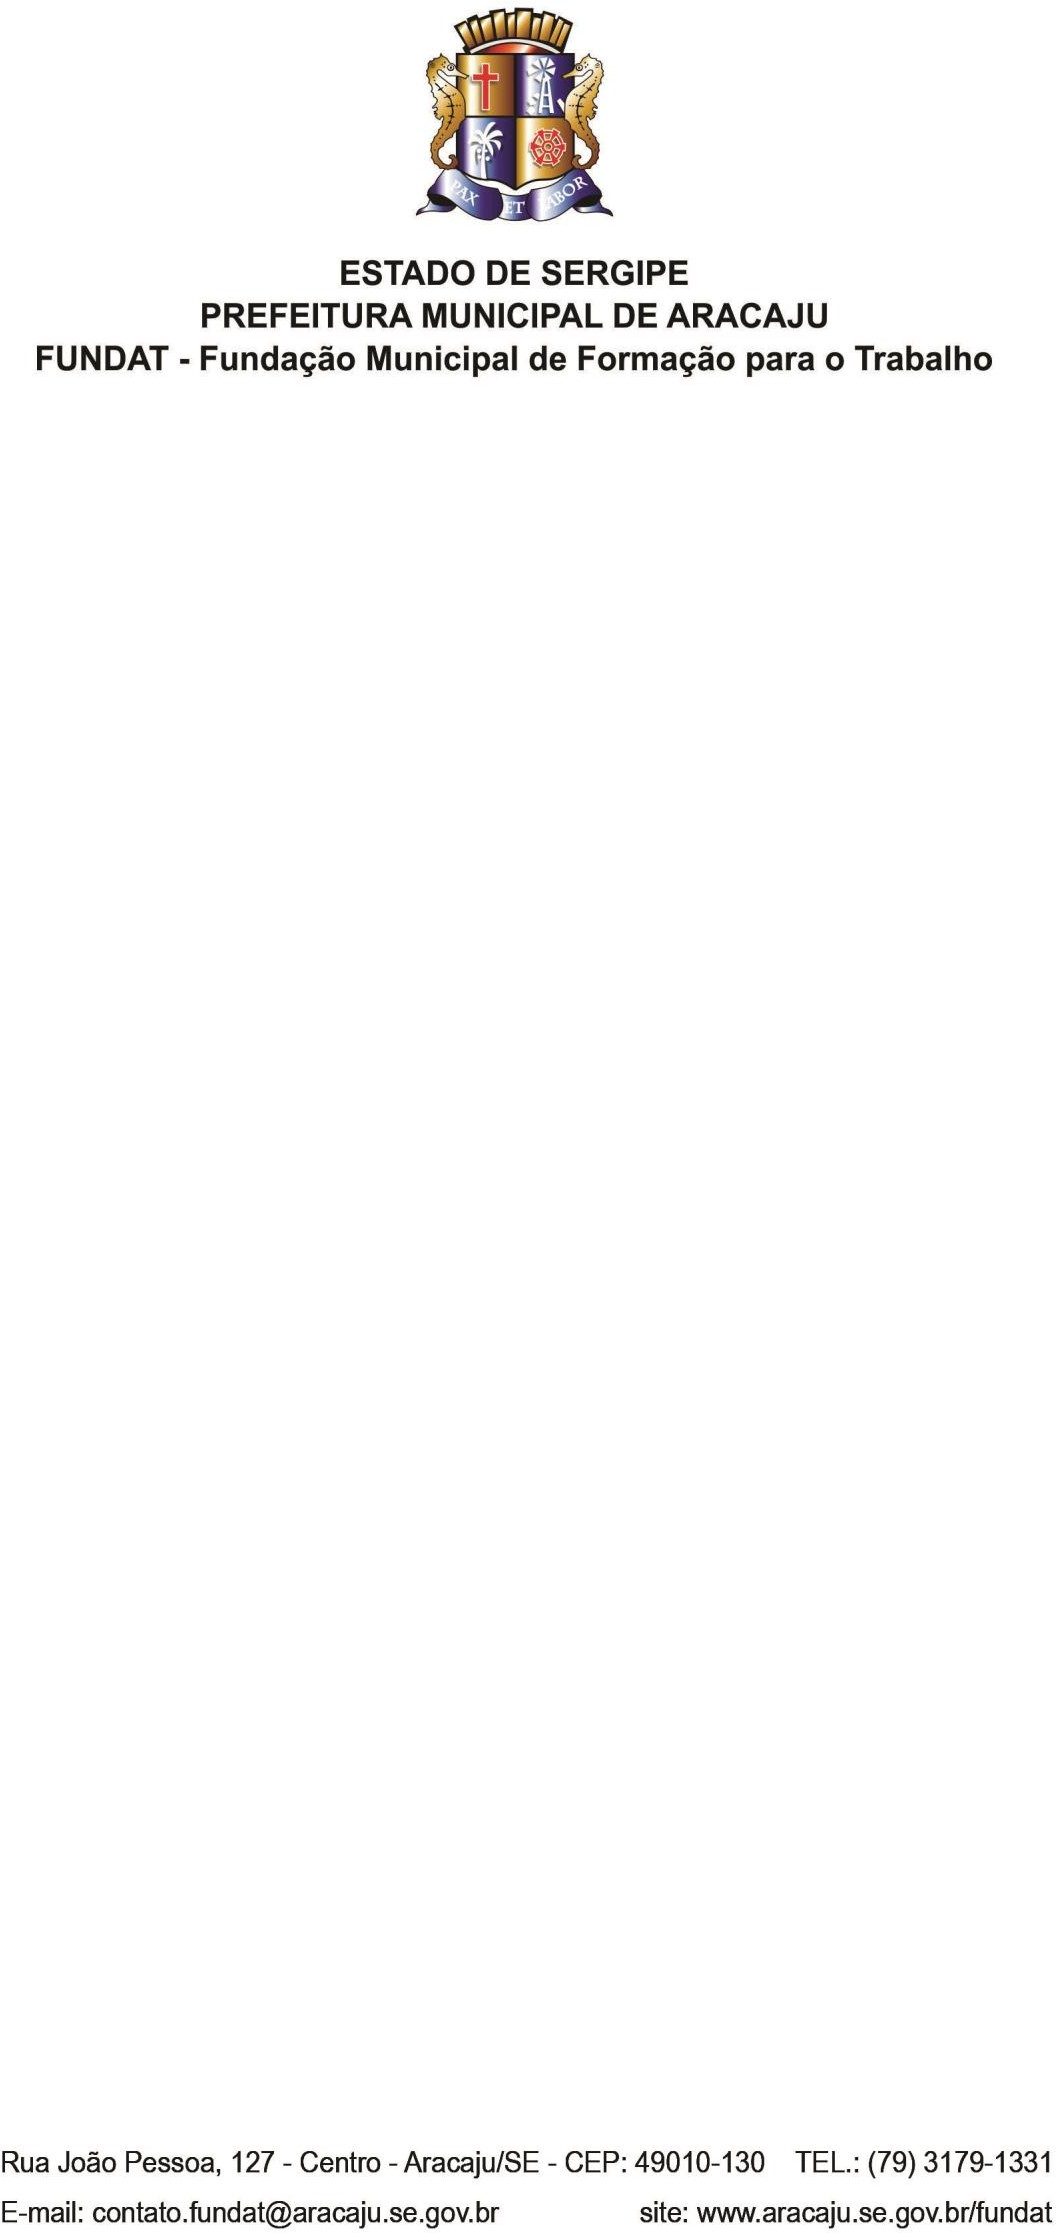 PAX ET LABOR
ESTADO DE SERGIPE
PREFEITURA MUNICIPAL DE ARACAJU
FUNDAT - Fundação Municipal de Formação para o Trabalho
Rua João Pessoa, 127 - Centro - Aracaju/SE - CEP: 49010-130 TEL.: (79) 3179-1331
E-mail: contato.fundat@aracaju.se.gov.br site: www.aracaju.se.gov.br/fundat